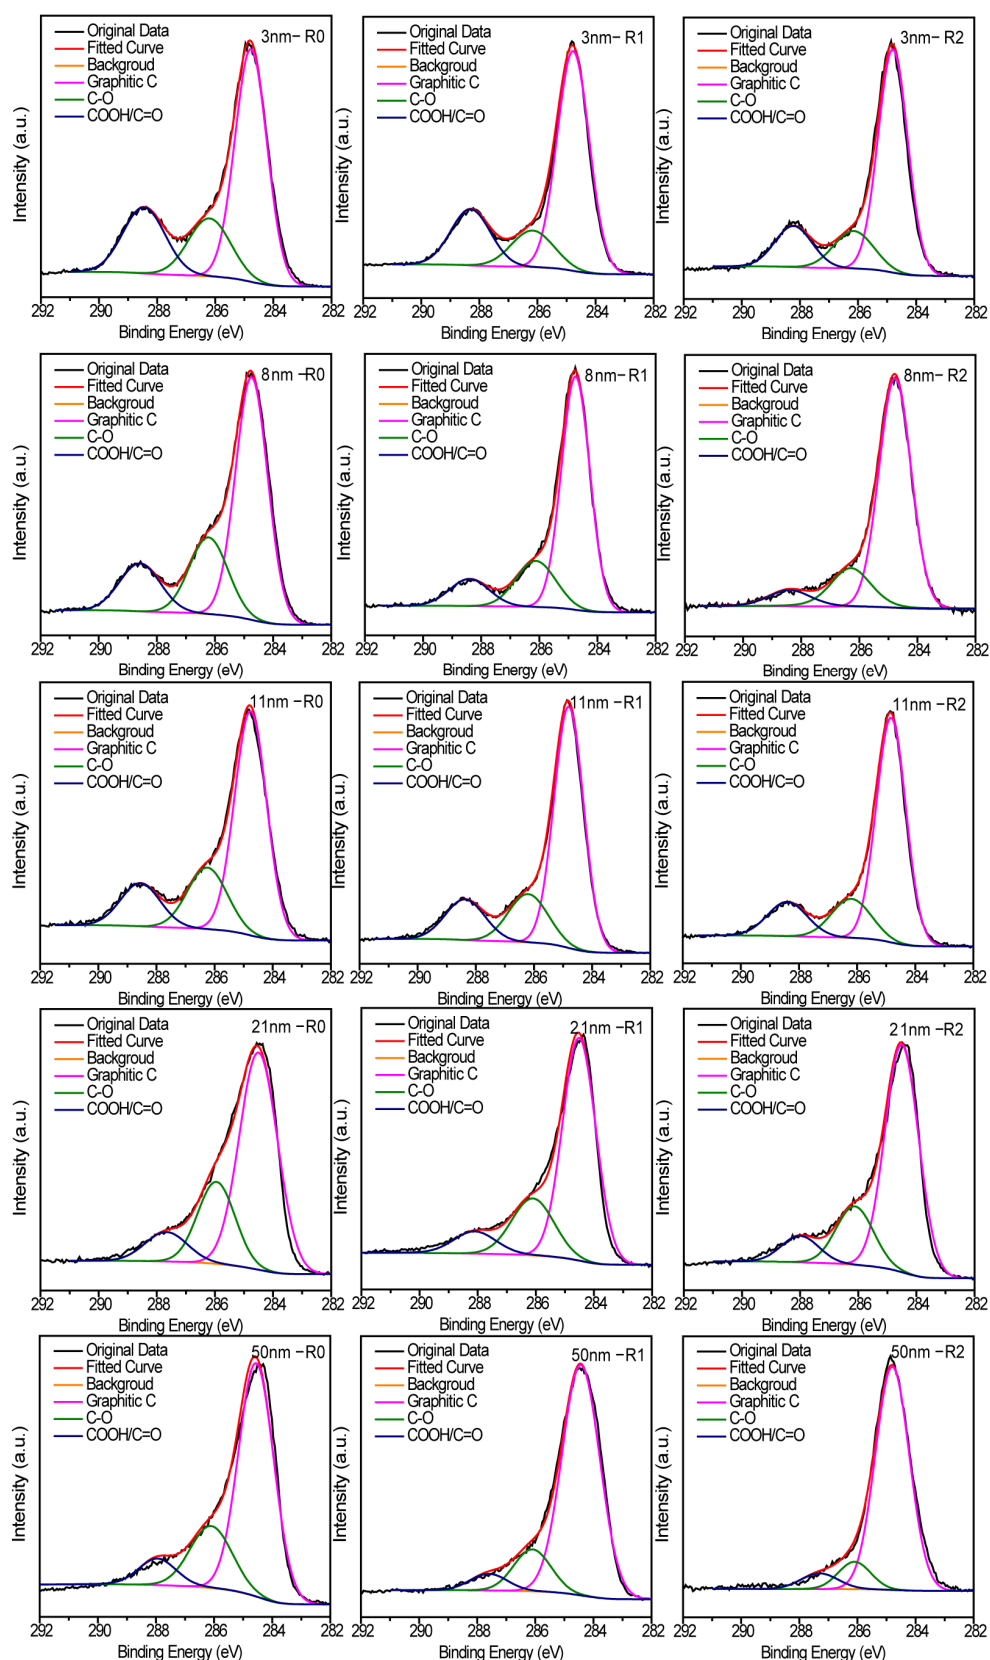 Original Data
Fitted Curve
Backgroud
Graphitic C
C-O
COOH/C=O
3nm− R0
Intensity (a.u.)
292 290 288 286 284 282
Binding Energy (eV)
Original Data
Fitted Curve
Backgroud
Graphitic C
C-O
COOH/C=O
3nm− R1
Intensity (a.u.)
292 290 288 286 284 282
Binding Energy (eV)
Original Data
Fitted Curve
Backgroud
Graphitic C
C-O
COOH/C=O
3nm− R2
Intensity (a.u.)
292 290 288 286 284 282
Binding Energy (eV)
Original Data
Fitted Curve
Backgroud
Graphitic C
C-O
COOH/C=O
8nm −R0
Intensity (a.u.)
292 290 288 286 284 282
Binding Energy (eV)
Original Data
Fitted Curve
Backgroud
Graphitic C
C-O
COOH/C=O
8nm− R1
Intensity (a.u.)
292 290 288 286 284 282
Binding Energy (eV)
Original Data
Fitted Curve
Backgroud
Graphitic C
C-O
COOH/C=O
8nm− R2
Intensity (a.u.)
292 290 288 286 284 282
Binding Energy (eV)
Original Data
Fitted Curve
Backgroud
Graphitic C
C-O
COOH/C=O
11nm −R0
Intensity (a.u.)
292 290 288 286 284 282
Binding Energy (eV)
Original Data
Fitted Curve
Backgroud
Graphitic C
C-O
COOH/C=O
11nm −R1
Intensity (a.u.)
292 290 288 286 284 282
Binding Energy (eV)
Original Data
Fitted Curve
Backgroud
Graphitic C
C-O
COOH/C=O
11nm −R2
Intensity (a.u.)
292 290 288 286 284 282
Binding Energy (eV)
Original Data
Fitted Curve
Backgroud
Graphitic C
C-O
COOH/C=O
21nm −R0
Intensity (a.u.)
292 290 288 286 284 282
Binding Energy (eV)
Original Data
Fitted Curve
Backgroud
Graphitic C
C-O
COOH/C=O
21nm −R1
Intensity (a.u.)
292 290 288 286 284 282
Binding Energy (eV)
Original Data
Fitted Curve
Backgroud
Graphitic C
C-O
COOH/C=O
21nm −R2
Intensity (a.u.)
292 290 288 286 284 282
Binding Energy (eV)
Original Data
Fitted Curve
Backgroud
Graphitic C
C-O
COOH/C=O
50nm −R0
Intensity (a.u.)
292 290 288 286 284 282
Binding Energy (eV)
Original Data
Fitted Curve
Backgroud
Graphitic C
C-O
COOH/C=O
50nm −R1
Intensity (a.u.)
292 290 288 286 284 282
Binding Energy (eV)
Original Data
Fitted Curve
Backgroud
Graphitic C
C-O
COOH/C=O
50nm −R2
Intensity (a.u.)
292 290 288 286 284 282
Binding Energy (eV)